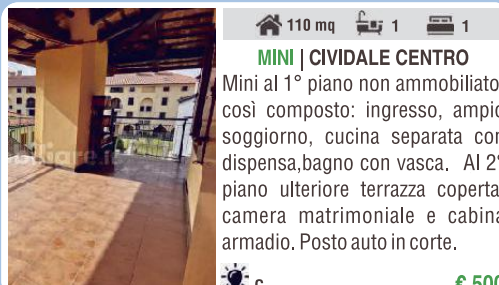 110 mq 1 1
MINI | CIVIDALE CENTRO
Mini al 1° piano non ammobiliato
così composto: ingresso, ampio
soggiorno, cucina separata con
dispensa,bagno con vasca. Al 2°
piano ulteriore terrazza coperta,
camera matrimoniale e cabina
armadio. Posto auto in corte.
€ 500